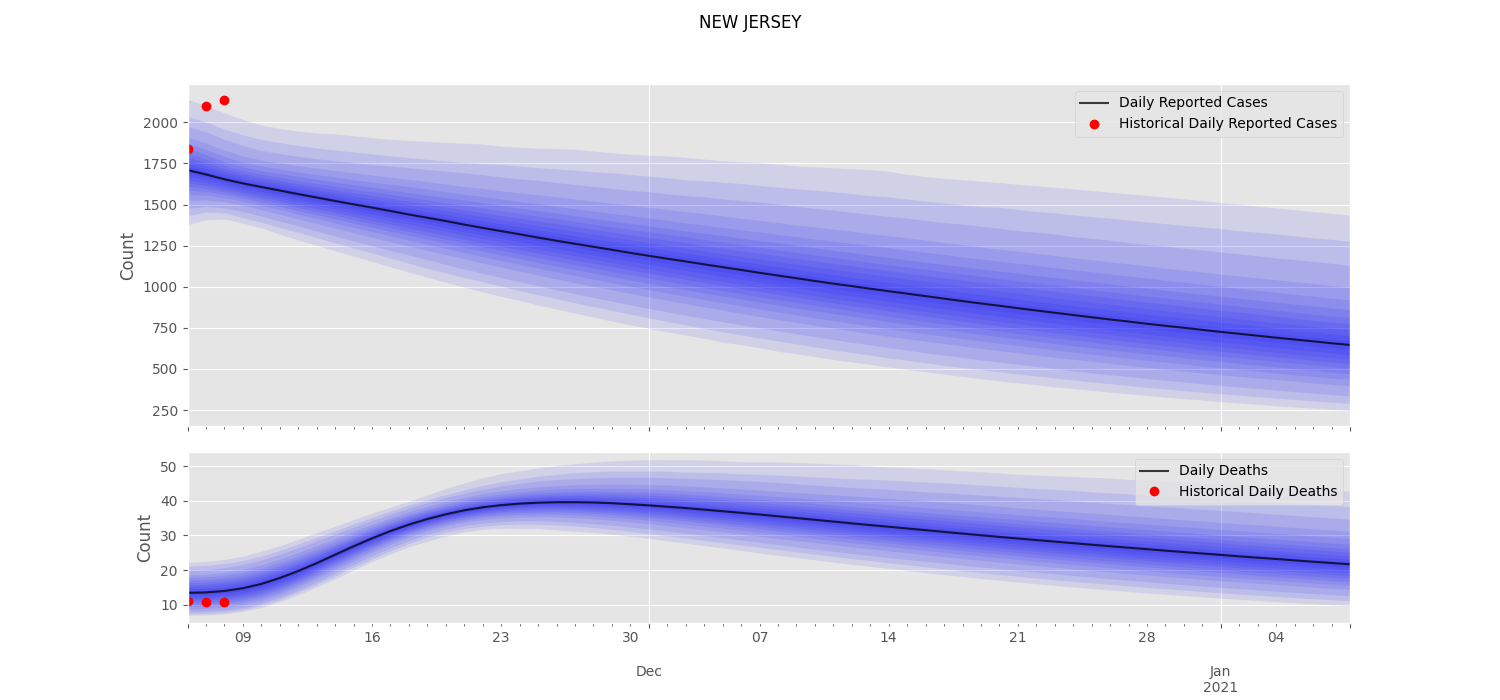 NEW JERSEY
Daily Reported Cases
Historical Daily Reported Cases
Count
2000
1750
1500
1250
1000
750
500
250
Daily Deaths
Historical Daily Deaths
Count
50
40
30
20
10
09 16 23 30 07 14 21 28 04
Dec Jan
2021